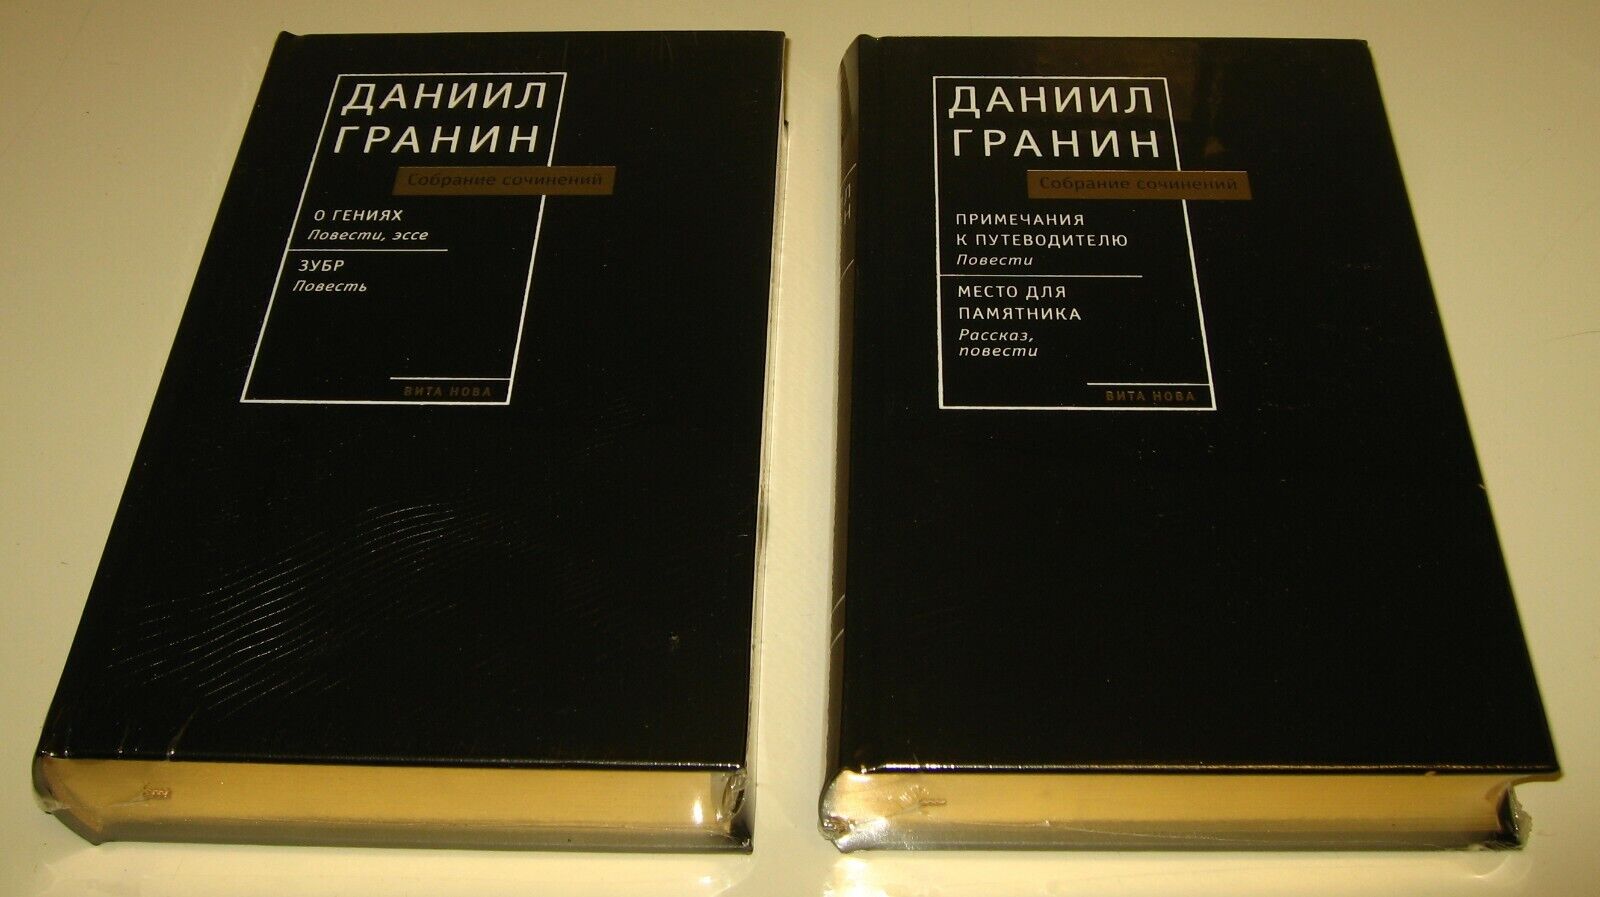 ДАНИИЛ
ГРАНИН
Собрание сочинений
О ГЕНИЯХ
Повести, эссе
ЗУБР
Повесть
ВИТА НОВА
ДАНИИЛ
ГРАНИН
Собрание сочинений
ПРИМЕЧАНИЯ
К ПУТЕВОДИТЕЛЮ
Повести
МЕСТО ДЛЯ
ПАМЯТНИКА
Рассказ,
повести
ВИТА НОВА